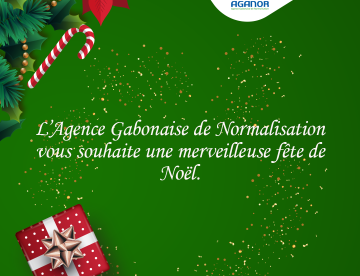 AGANOR
L'Agence Gabonaise de Normalisation
vous souhaite une merveilleuse fête de
Noël.